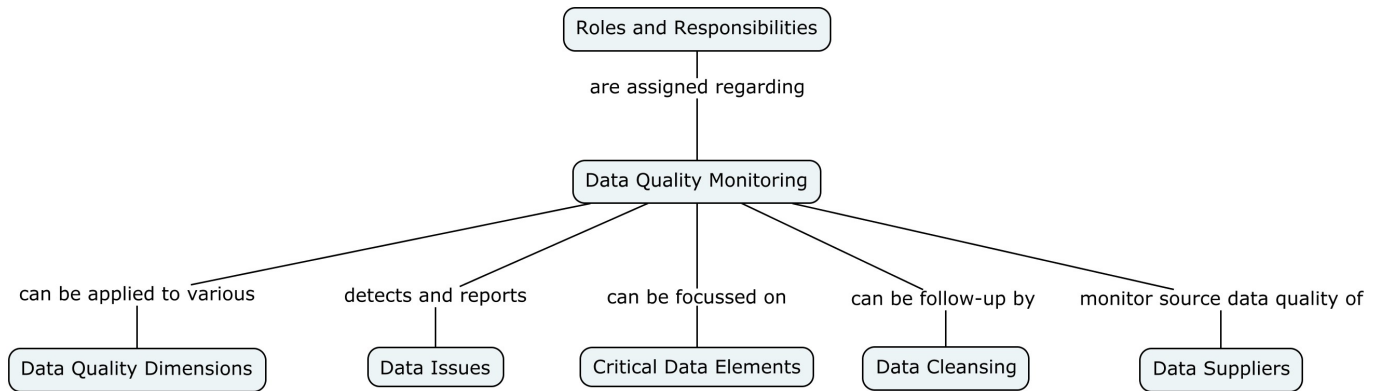 Roles and Responsibilities
are assigned regarding
Data Quality Monitoring
can be applied to various
detects and reports
can be focussed on
can be follow-up by
monitor source data quality of
Data Quality Dimensions
Data Issues
Critical Data Elements
Data Cleansing
Data Suppliers